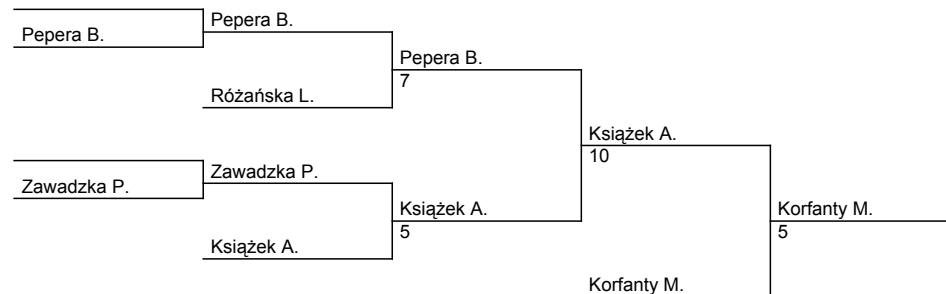 Pepera B.
Pepera B.
Pepera B.
7
Różańska L.
Książek A.
10
Zawadzka P.
Zawadzka P.
Książek A.
5
Korfanty M.
5
Książek A.
Korfanty M.